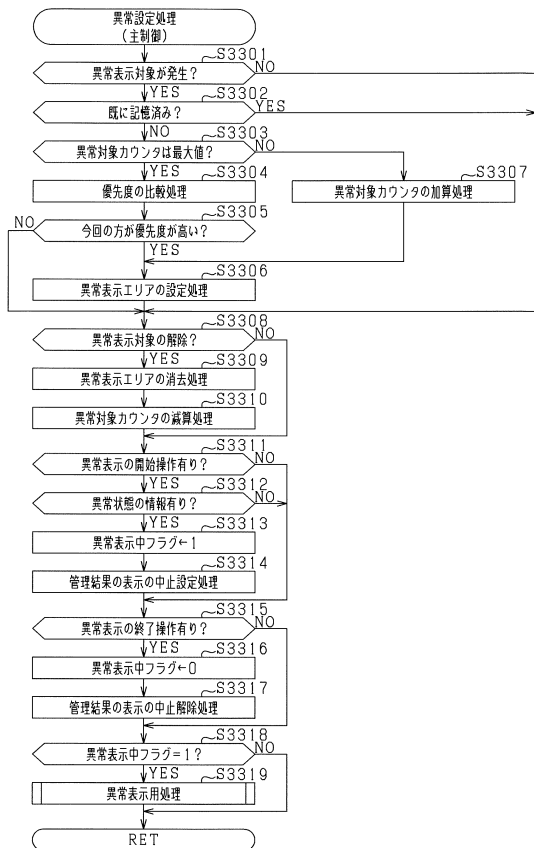 異常設定処理
(主制御)
S3301
異常表示対象が発生?
NO
YES
S3302
既に記憶済み?
YES
NO
S3303
異常対象カウンタは最大値?
NO
YES
S3304
優先度の比較処理
S3307
異常対象カウンタの加算処理
S3305
NO
今回の方が優先度が高い?
YES
S3306
異常表示エリアの設定処理
S3308
異常表示対象の解除?
NO
YES
S3309
異常表示エリアの消去処理
S3310
異常対象カウンタの減算処理
S3311
異常表示の開始操作有り?
NO
YES
S3312
異常状態の情報有り?
NO
YES
S3313
異常表示中フラグ←1
S3314
管理結果の表示の中止設定処理
S3315
異常表示の終了操作有り?
NO
YES
S3316
異常表示中フラグ←0
S3317
管理結果の表示の中止解除処理
S3318
異常表示中フラグ=1?
NO
YES
S3319
異常表示用処理
RET